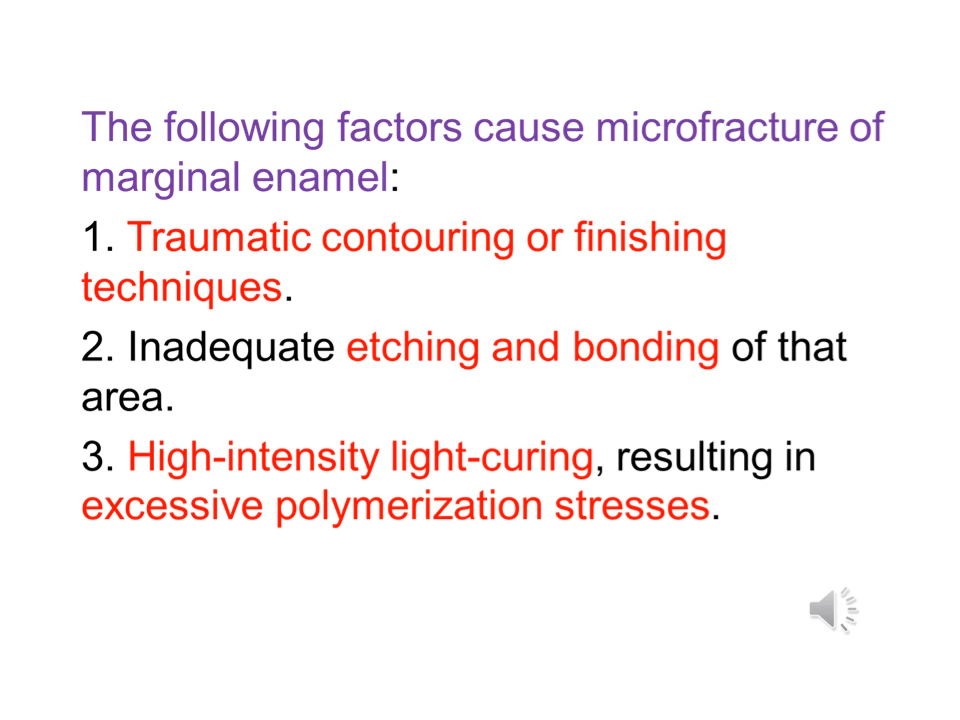 The following factors cause microfracture of
marginal enamel:
1. Traumatic contouring or finishing
techniques.
2. Inadequate etching and bonding of that
area.
3. High-intensity light-curing, resulting in
excessive polymerization stresses.